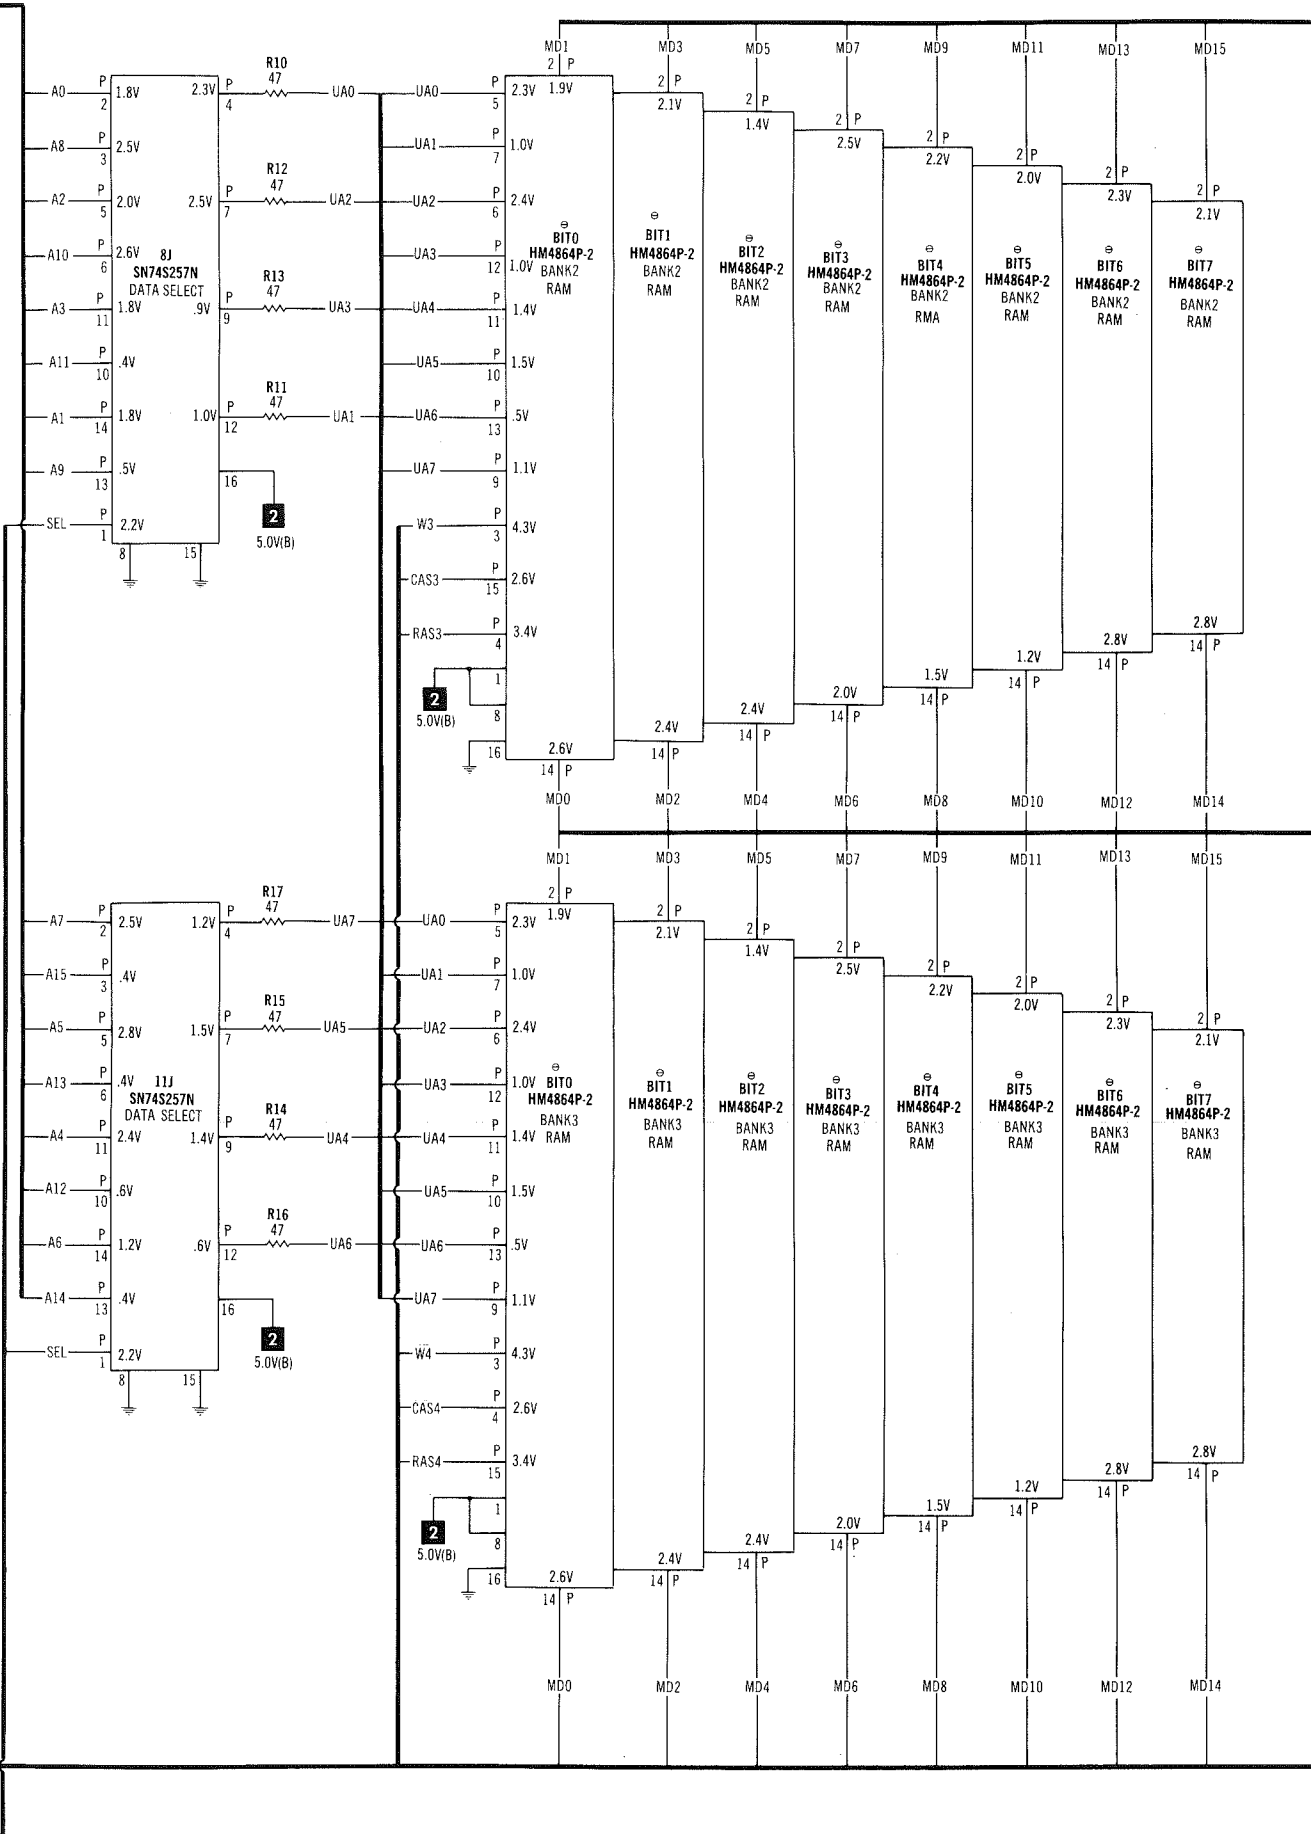 MD1 MD3 MD5 MD7 MD9 MD11 MD13 MD15
2 P 2 P 2 P 2 P 2 P 2 P 2 P 2 P
1.9V 2.1V 1.4V 2.5V 2.2V 2.0V 2.3V 2.1V
R10
47
A0 P 2 1.8V 2.3V P 4 UA0 UA0 P 5 2.3V
A8 P 3 2.5V UA1 P 7 1.0V
R12
47
A2 P 5 2.0V 2.5V P 7 UA2 UA2 P 6 2.4V
A10 P 6 2.6V UA3 P 12 1.0V
8J
SN74S257N
DATA SELECT
R13
47
A3 P 11 1.8V .9V P 9 UA3 UA4 P 11 1.4V
A11 P 10 .4V UA5 P 10 1.5V
R11
47
A1 P 14 1.8V 1.0V P 12 UA1 UA6 P 13 .5V
A9 P 13 .5V 16 UA7 P 9 1.1V
2
5.0V(B)
SEL P 1 2.2V W3 P 3 4.3V
8 15
CAS3 P 15 2.6V
RAS3 P 4 3.4V
1
2
5.0V(B)
8
16
⊖ ⊖ ⊖ ⊖ ⊖ ⊖ ⊖ ⊖
BIT0 BIT1 BIT2 BIT3 BIT4 BIT5 BIT6 BIT7
HM4864P-2 HM4864P-2 HM4864P-2 HM4864P-2 HM4864P-2 HM4864P-2 HM4864P-2 HM4864P-2
BANK2 BANK2 BANK2 BANK2 BANK2 BANK2 BANK2 BANK2
RAM RAM RAM RAM RMA RAM RAM RAM
2.6V 2.4V 2.4V 2.0V 1.5V 1.2V 2.8V 2.8V
14 P 14 P 14 P 14 P 14 P 14 P 14 P 14 P
MD0 MD2 MD4 MD6 MD8 MD10 MD12 MD14
MD1 MD3 MD5 MD7 MD9 MD11 MD13 MD15
2 P 2 P 2 P 2 P 2 P 2 P 2 P 2 P
1.9V 2.1V 1.4V 2.5V 2.2V 2.0V 2.3V 2.1V
R17
47
A7 P 2 2.5V 1.2V P 4 UA7 UA0 P 5 2.3V
A15 P 3 .4V UA1 P 7 1.0V
R15
47
A5 P 5 2.8V 1.5V P 7 UA5 UA2 P 6 2.4V
A13 P 6 .4V UA3 P 12 1.0V
11J
SN74S257N
DATA SELECT
R14
47
A4 P 11 2.4V 1.4V P 9 UA4 UA4 P 11 1.4V
A12 P 10 .6V UA5 P 10 1.5V
R16
47
A6 P 14 1.2V .6V P 12 UA6 UA6 P 13 .5V
A14 P 13 .4V 16 UA7 P 9 1.1V
2
5.0V(B)
SEL P 1 2.2V W4 P 3 4.3V
8 15
CAS4 P 4 2.6V
RAS4 P 15 3.4V
1
2
5.0V(B)
8
16
⊖ ⊖ ⊖ ⊖ ⊖ ⊖ ⊖ ⊖
BIT0 BIT1 BIT2 BIT3 BIT4 BIT5 BIT6 BIT7
HM4864P-2 HM4864P-2 HM4864P-2 HM4864P-2 HM4864P-2 HM4864P-2 HM4864P-2 HM4864P-2
BANK3 BANK3 BANK3 BANK3 BANK3 BANK3 BANK3 BANK3
RAM RAM RAM RAM RAM RAM RAM RAM
2.6V 2.4V 2.4V 2.0V 1.5V 1.2V 2.8V 2.8V
14 P 14 P 14 P 14 P 14 P 14 P 14 P 14 P
MD0 MD2 MD4 MD6 MD8 MD10 MD12 MD14